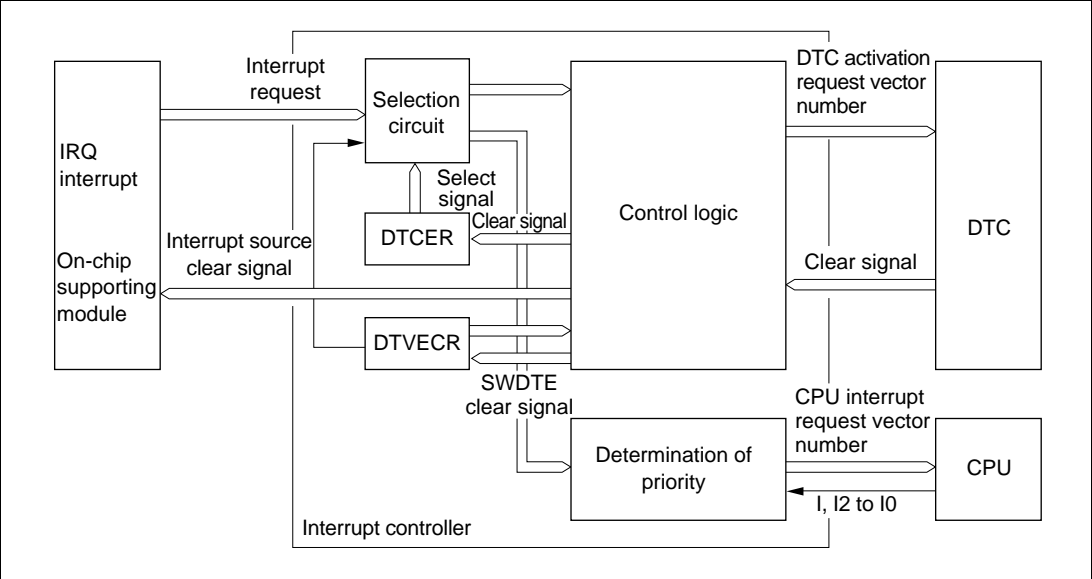 Interrupt
request
DTC activation
request vector
number
Selection
circuit
IRQ
interrupt
Select
signal
Control logic
DTC
DTCER
Clear signal
Interrupt source
clear signal
On-chip
supporting
module
Clear signal
DTVECR
SWDTE
clear signal
CPU interrupt
request vector
number
Determination of
priority
CPU
I, I2 to I0
Interrupt controller